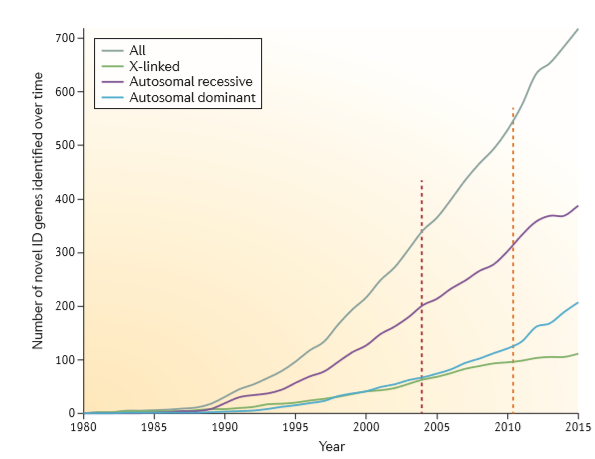 Number of novel ID genes identified over time
700
600
500
400
300
200
100
0
All
X-linked
Autosomal recessive
Autosomal dominant
1980 1985 1990 1995 2000 2005 2010 2015
Year